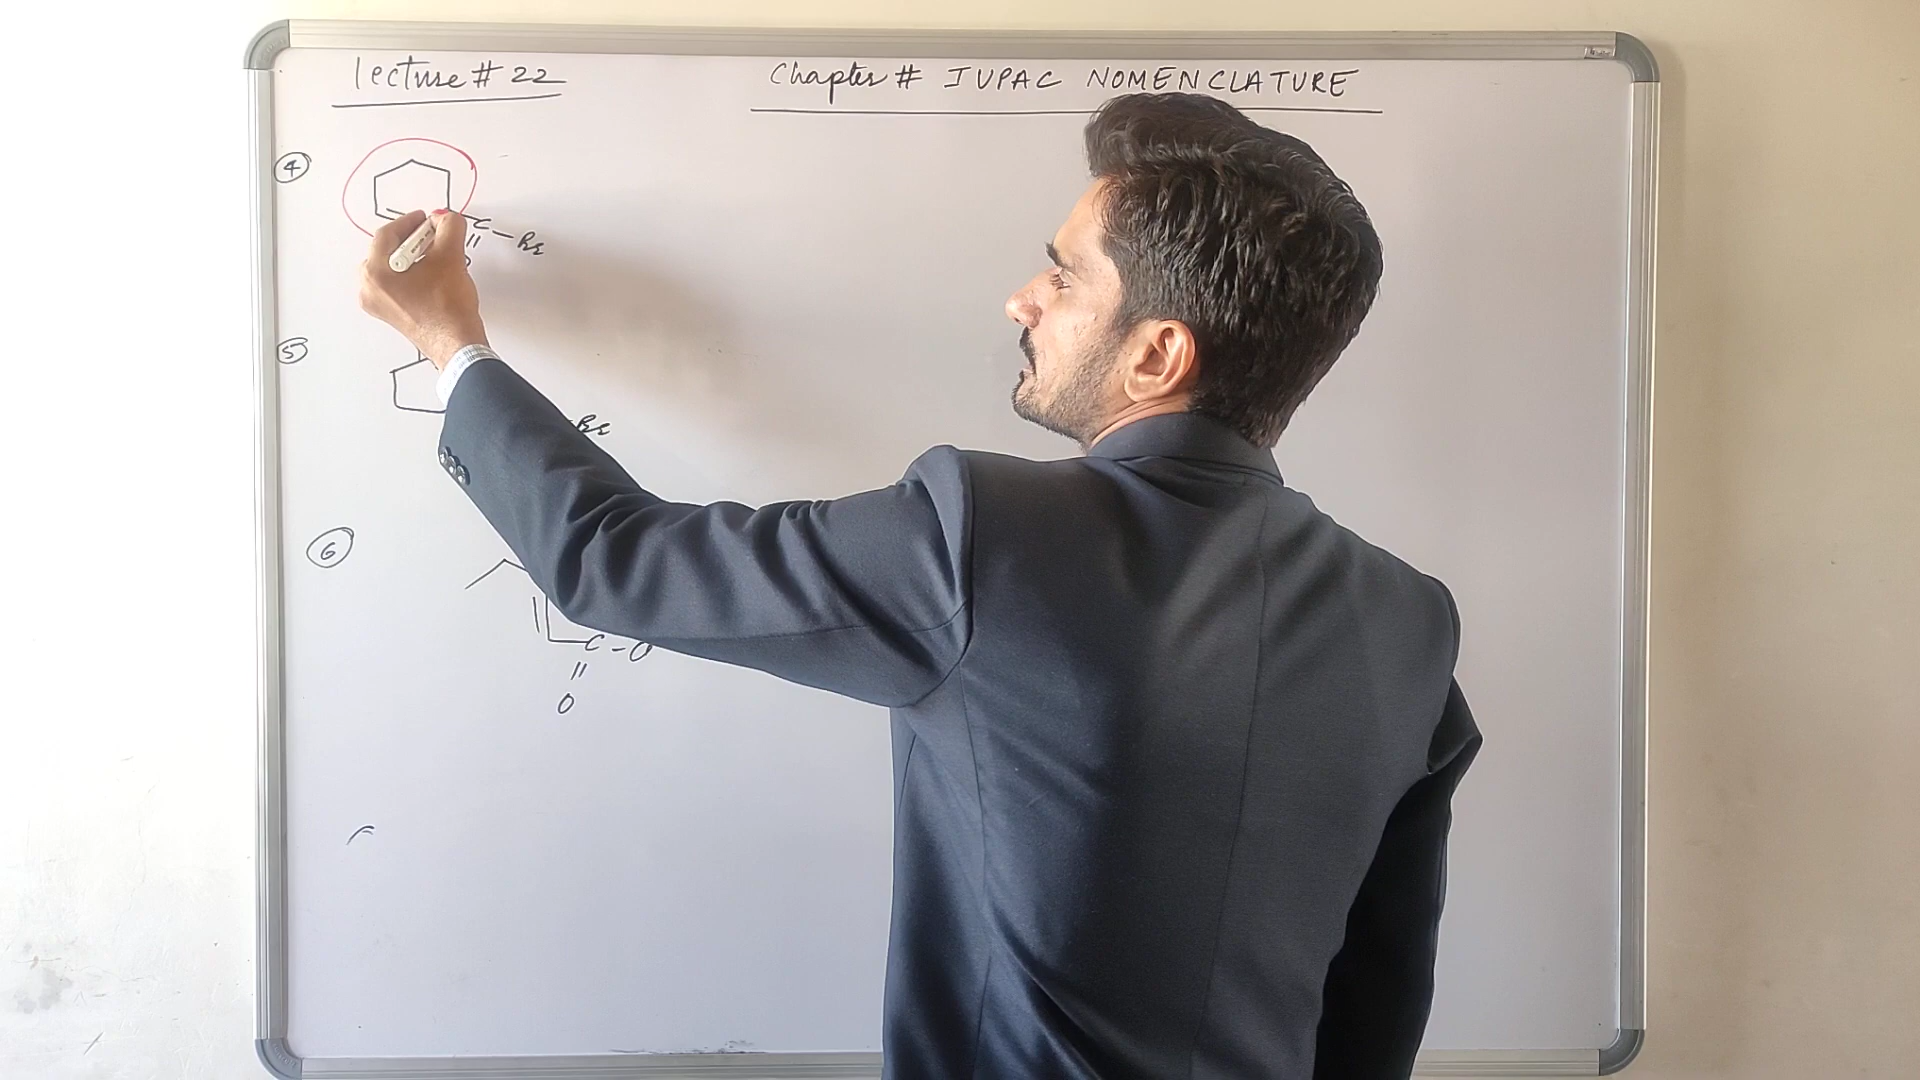 Lecture # 22
Chapter # IUPAC NOMENCLATURE
4
C - Br
||
O
5
Br
6
C - O
||
O